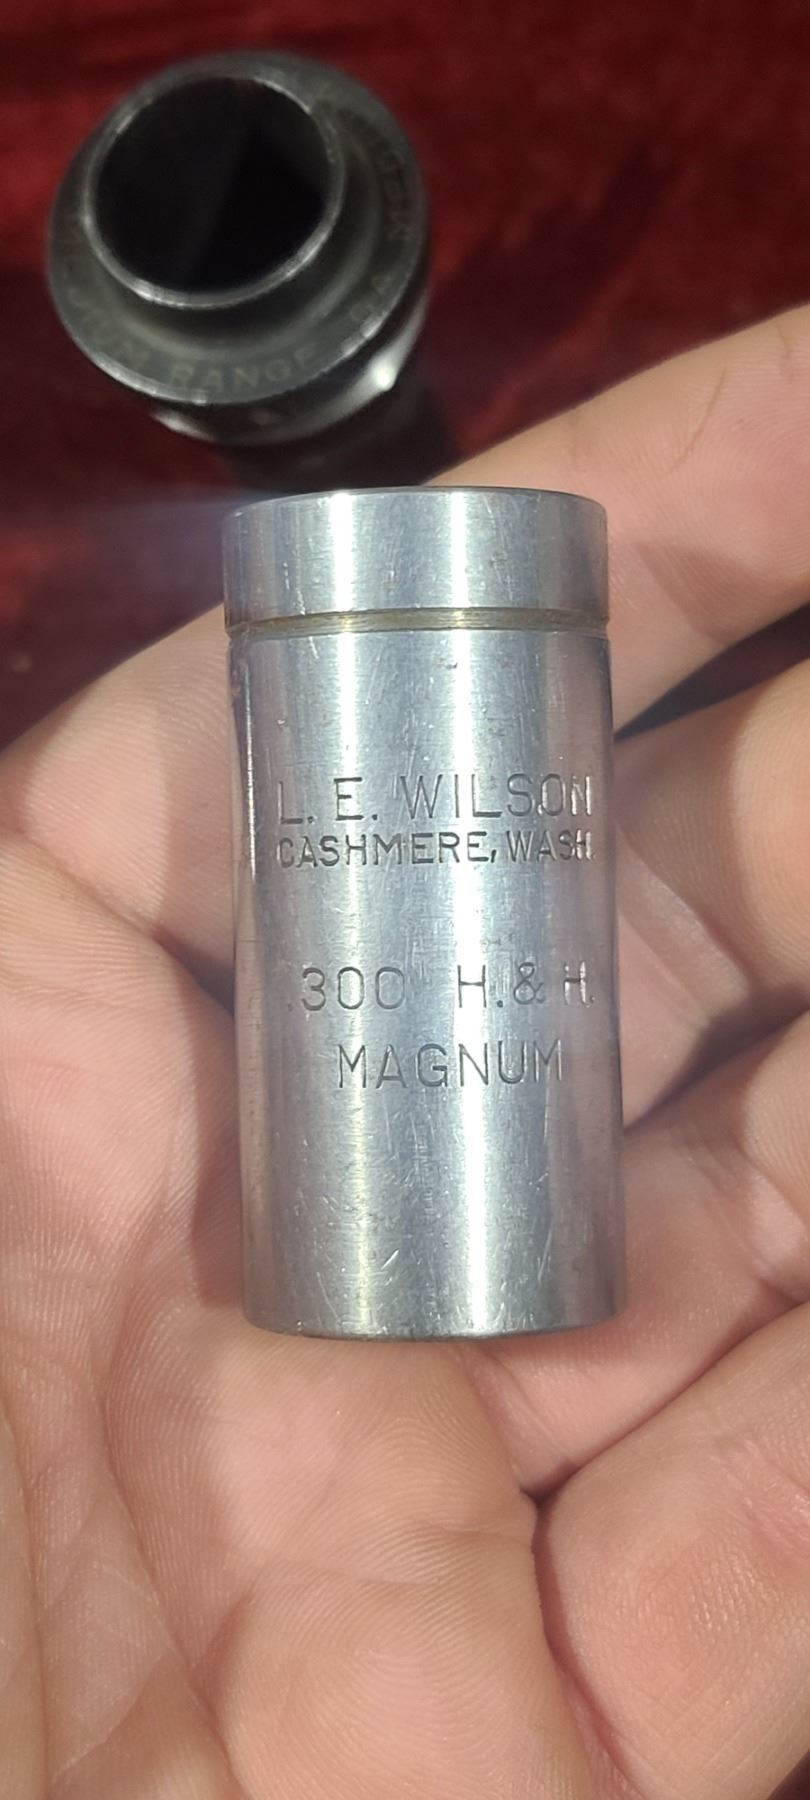 RANGE
L. E. WILSON
CASHMERE, WASH.
.300 H. & H.
MAGNUM